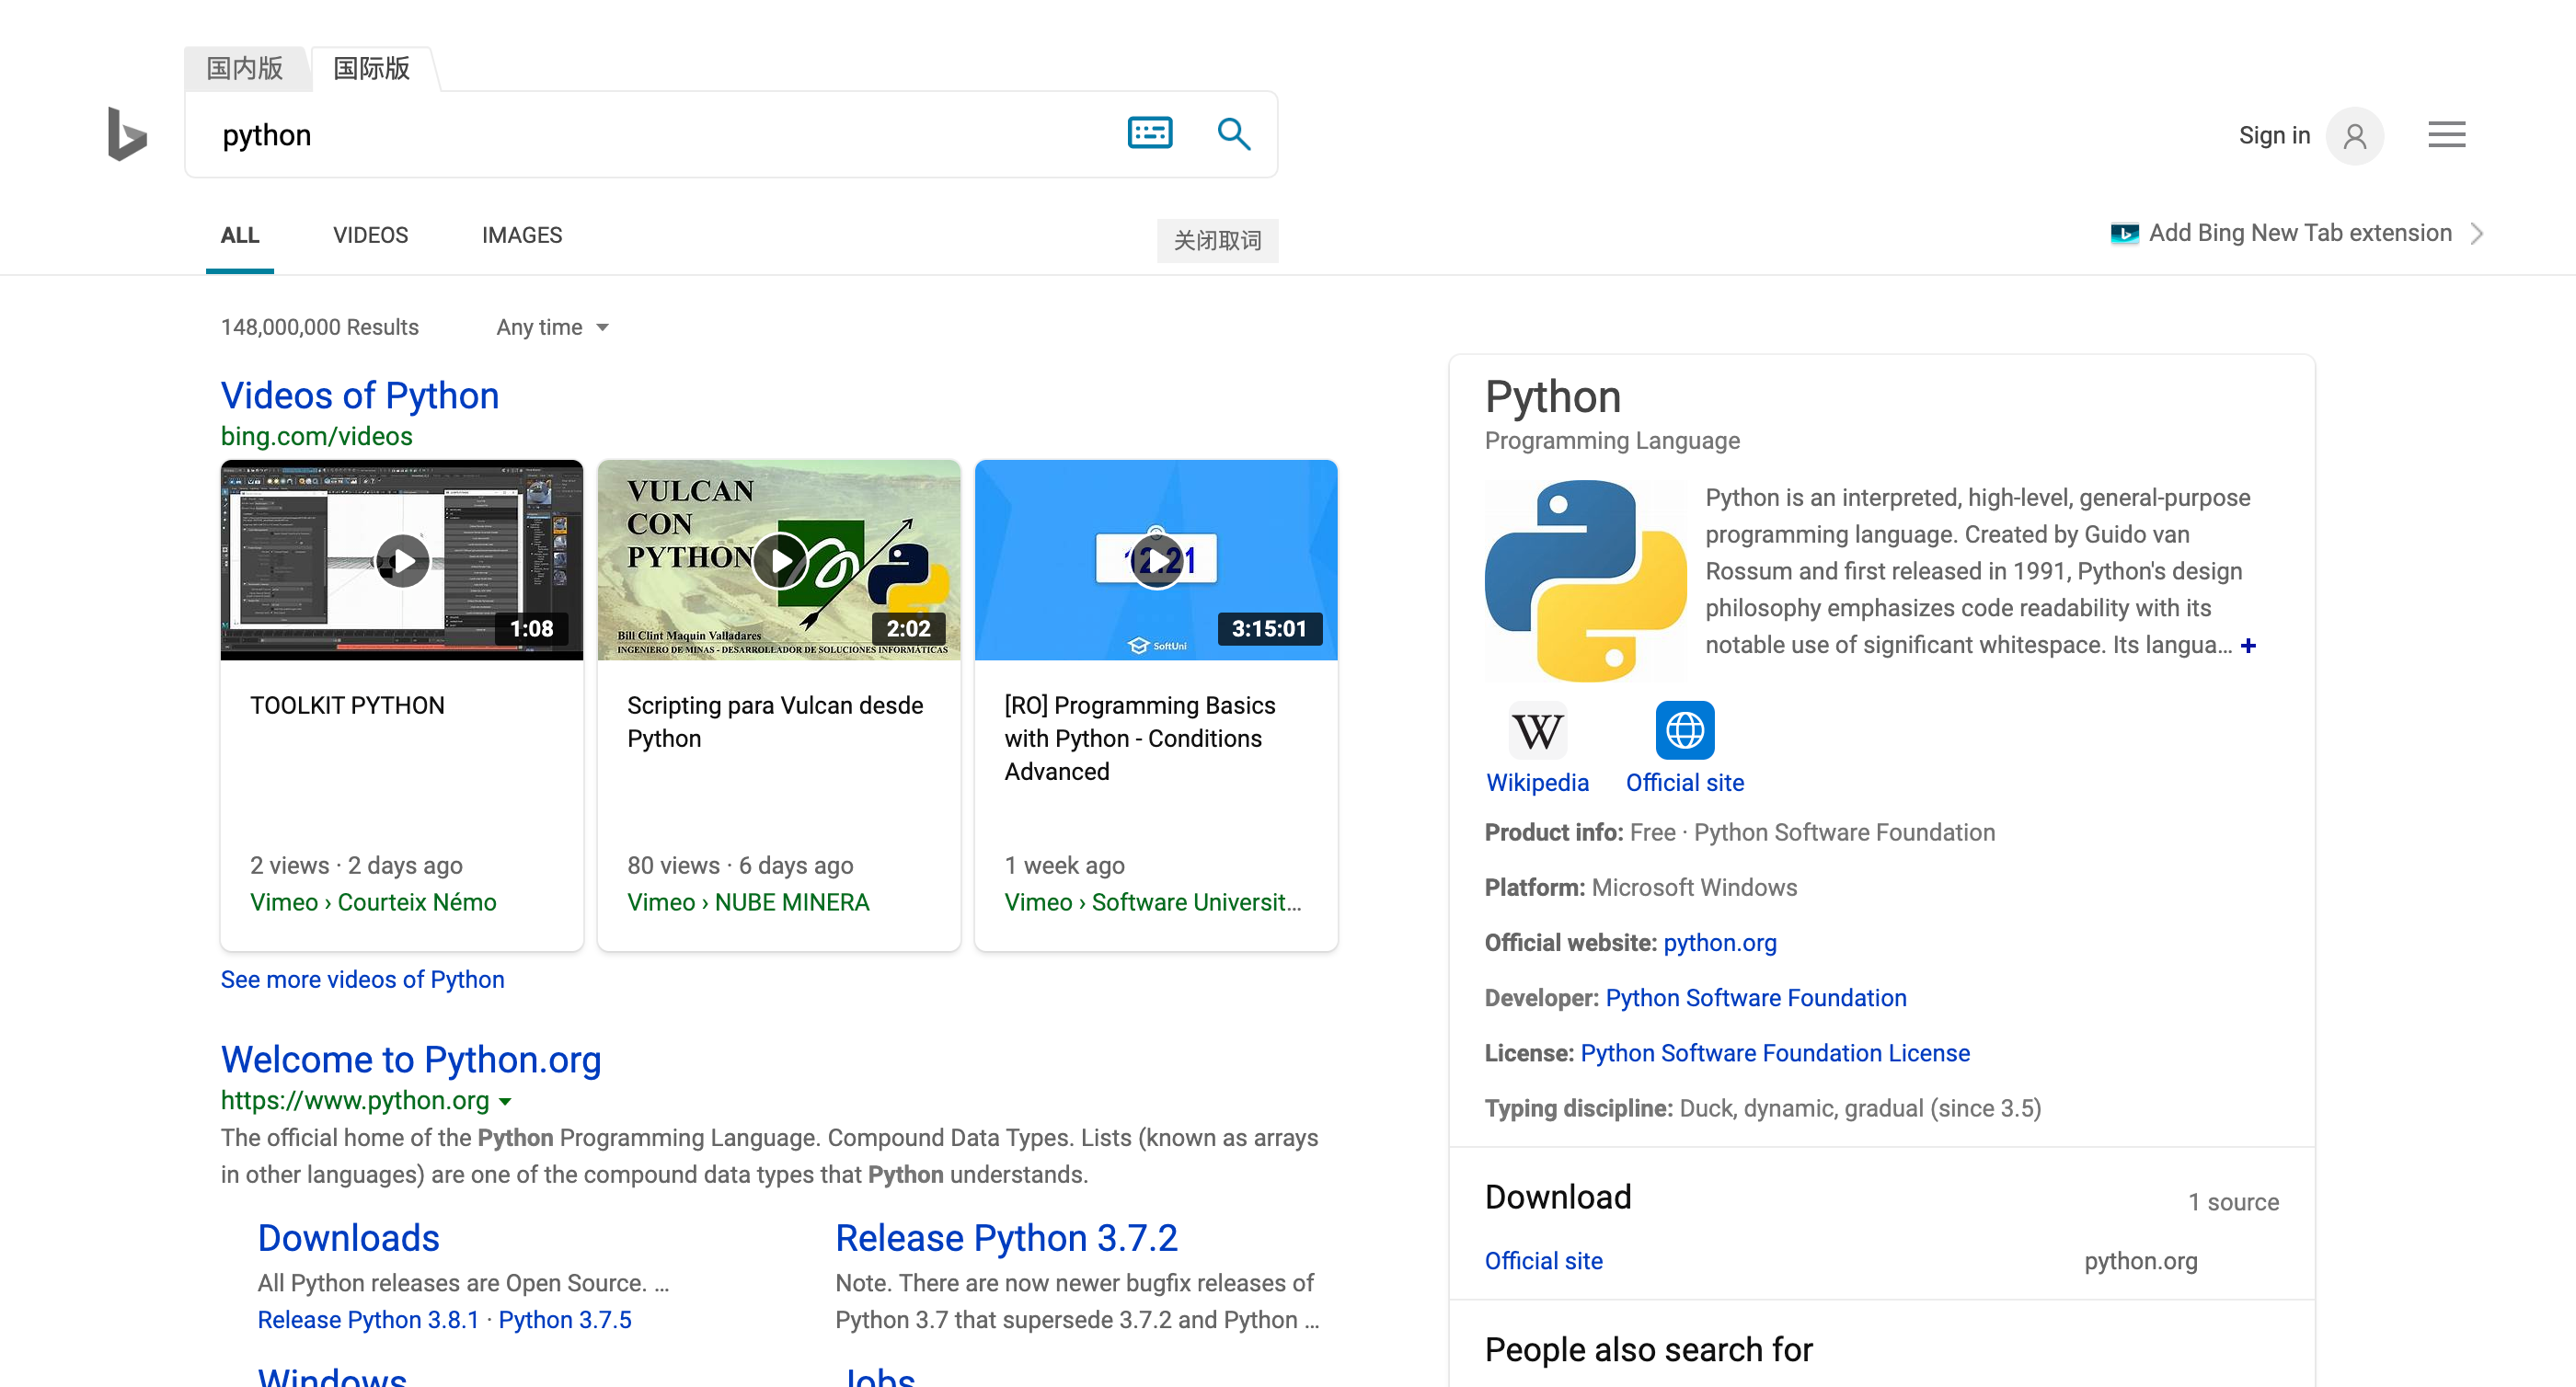 国内版
国际版
python
Sign in
ALL
VIDEOS
IMAGES
关闭取词
Add Bing New Tab extension
148,000,000 Results
Any time
Videos of Python
bing.com/videos
1:08
VULCAN
CON
PYTHON
Bill Clint Maquin Valladares
INGENIERO DE MINAS - DESARROLLADOR DE SOLUCIONES INFORMÁTICAS
2:02
SoftUni
3:15:01
TOOLKIT PYTHON
2 views · 2 days ago
Vimeo › Courteix Némo
Scripting para Vulcan desde
Python
80 views · 6 days ago
Vimeo › NUBE MINERA
[RO] Programming Basics
with Python - Conditions
Advanced
1 week ago
Vimeo › Software Universit...
See more videos of Python
Welcome to Python.org
https://www.python.org
The official home of the Python Programming Language. Compound Data Types. Lists (known as arrays
in other languages) are one of the compound data types that Python understands.
Downloads
All Python releases are Open Source. ...
Release Python 3.8.1 · Python 3.7.5
Release Python 3.7.2
Note. There are now newer bugfix releases of
Python 3.7 that supersede 3.7.2 and Python ...
Windows
Jobs
Python
Programming Language
Python is an interpreted, high-level, general-purpose
programming language. Created by Guido van
Rossum and first released in 1991, Python's design
philosophy emphasizes code readability with its
notable use of significant whitespace. Its langua... +
W
Wikipedia
Official site
Product info: Free · Python Software Foundation
Platform: Microsoft Windows
Official website: python.org
Developer: Python Software Foundation
License: Python Software Foundation License
Typing discipline: Duck, dynamic, gradual (since 3.5)
Download
1 source
Official site
python.org
People also search for